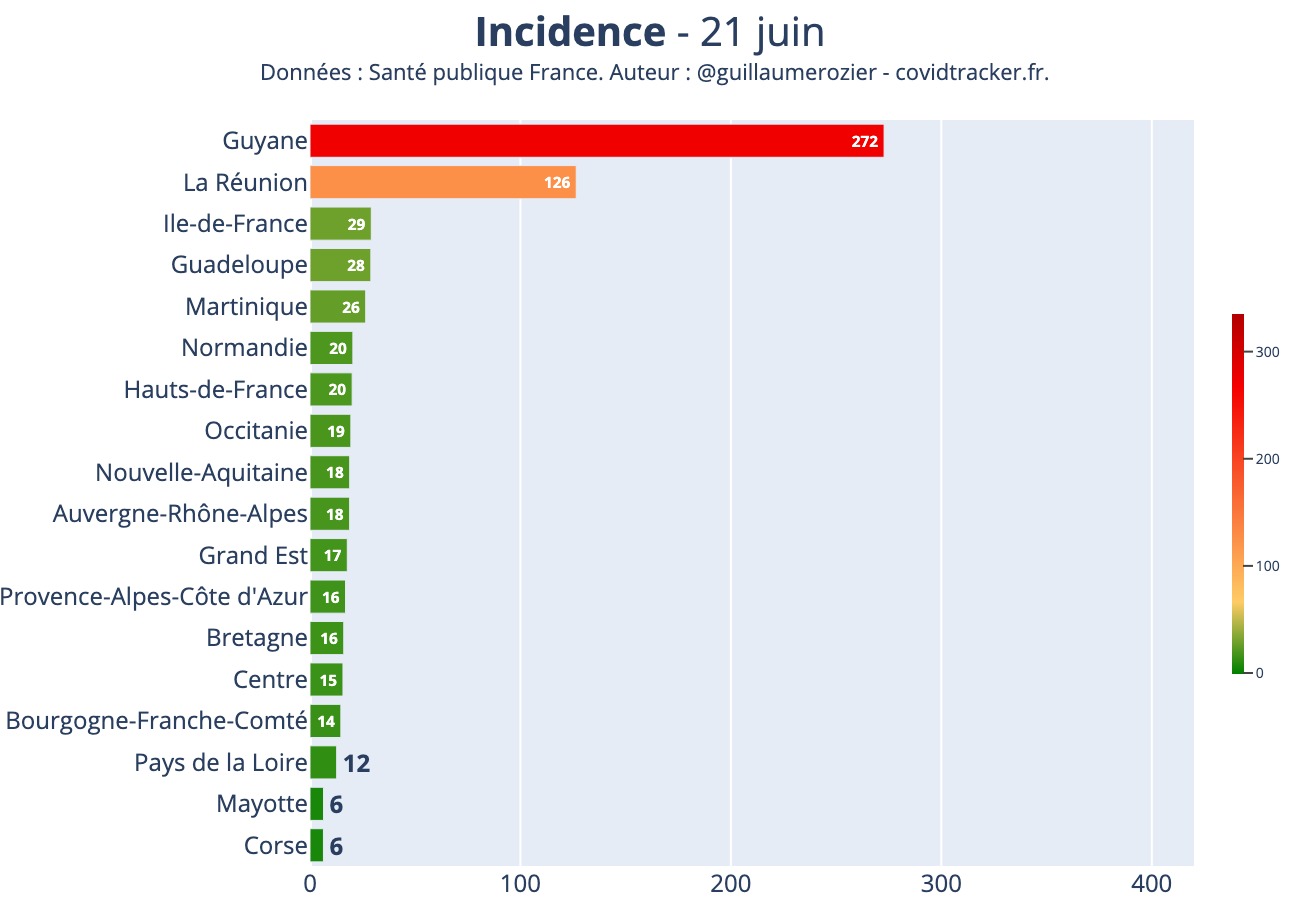 Incidence - 21 juin
Données : Santé publique France. Auteur : @guillaumerozier - covidtracker.fr.
Guyane 272
La Réunion 126
Ile-de-France 29
Guadeloupe 28
Martinique 26
Normandie 20
Hauts-de-France 20
Occitanie 19
Nouvelle-Aquitaine 18
Auvergne-Rhône-Alpes 18
Grand Est 17
Provence-Alpes-Côte d'Azur 16
Bretagne 16
Centre 15
Bourgogne-Franche-Comté 14
Pays de la Loire 12
Mayotte 6
Corse 6
0 100 200 300 400
300
200
100
0